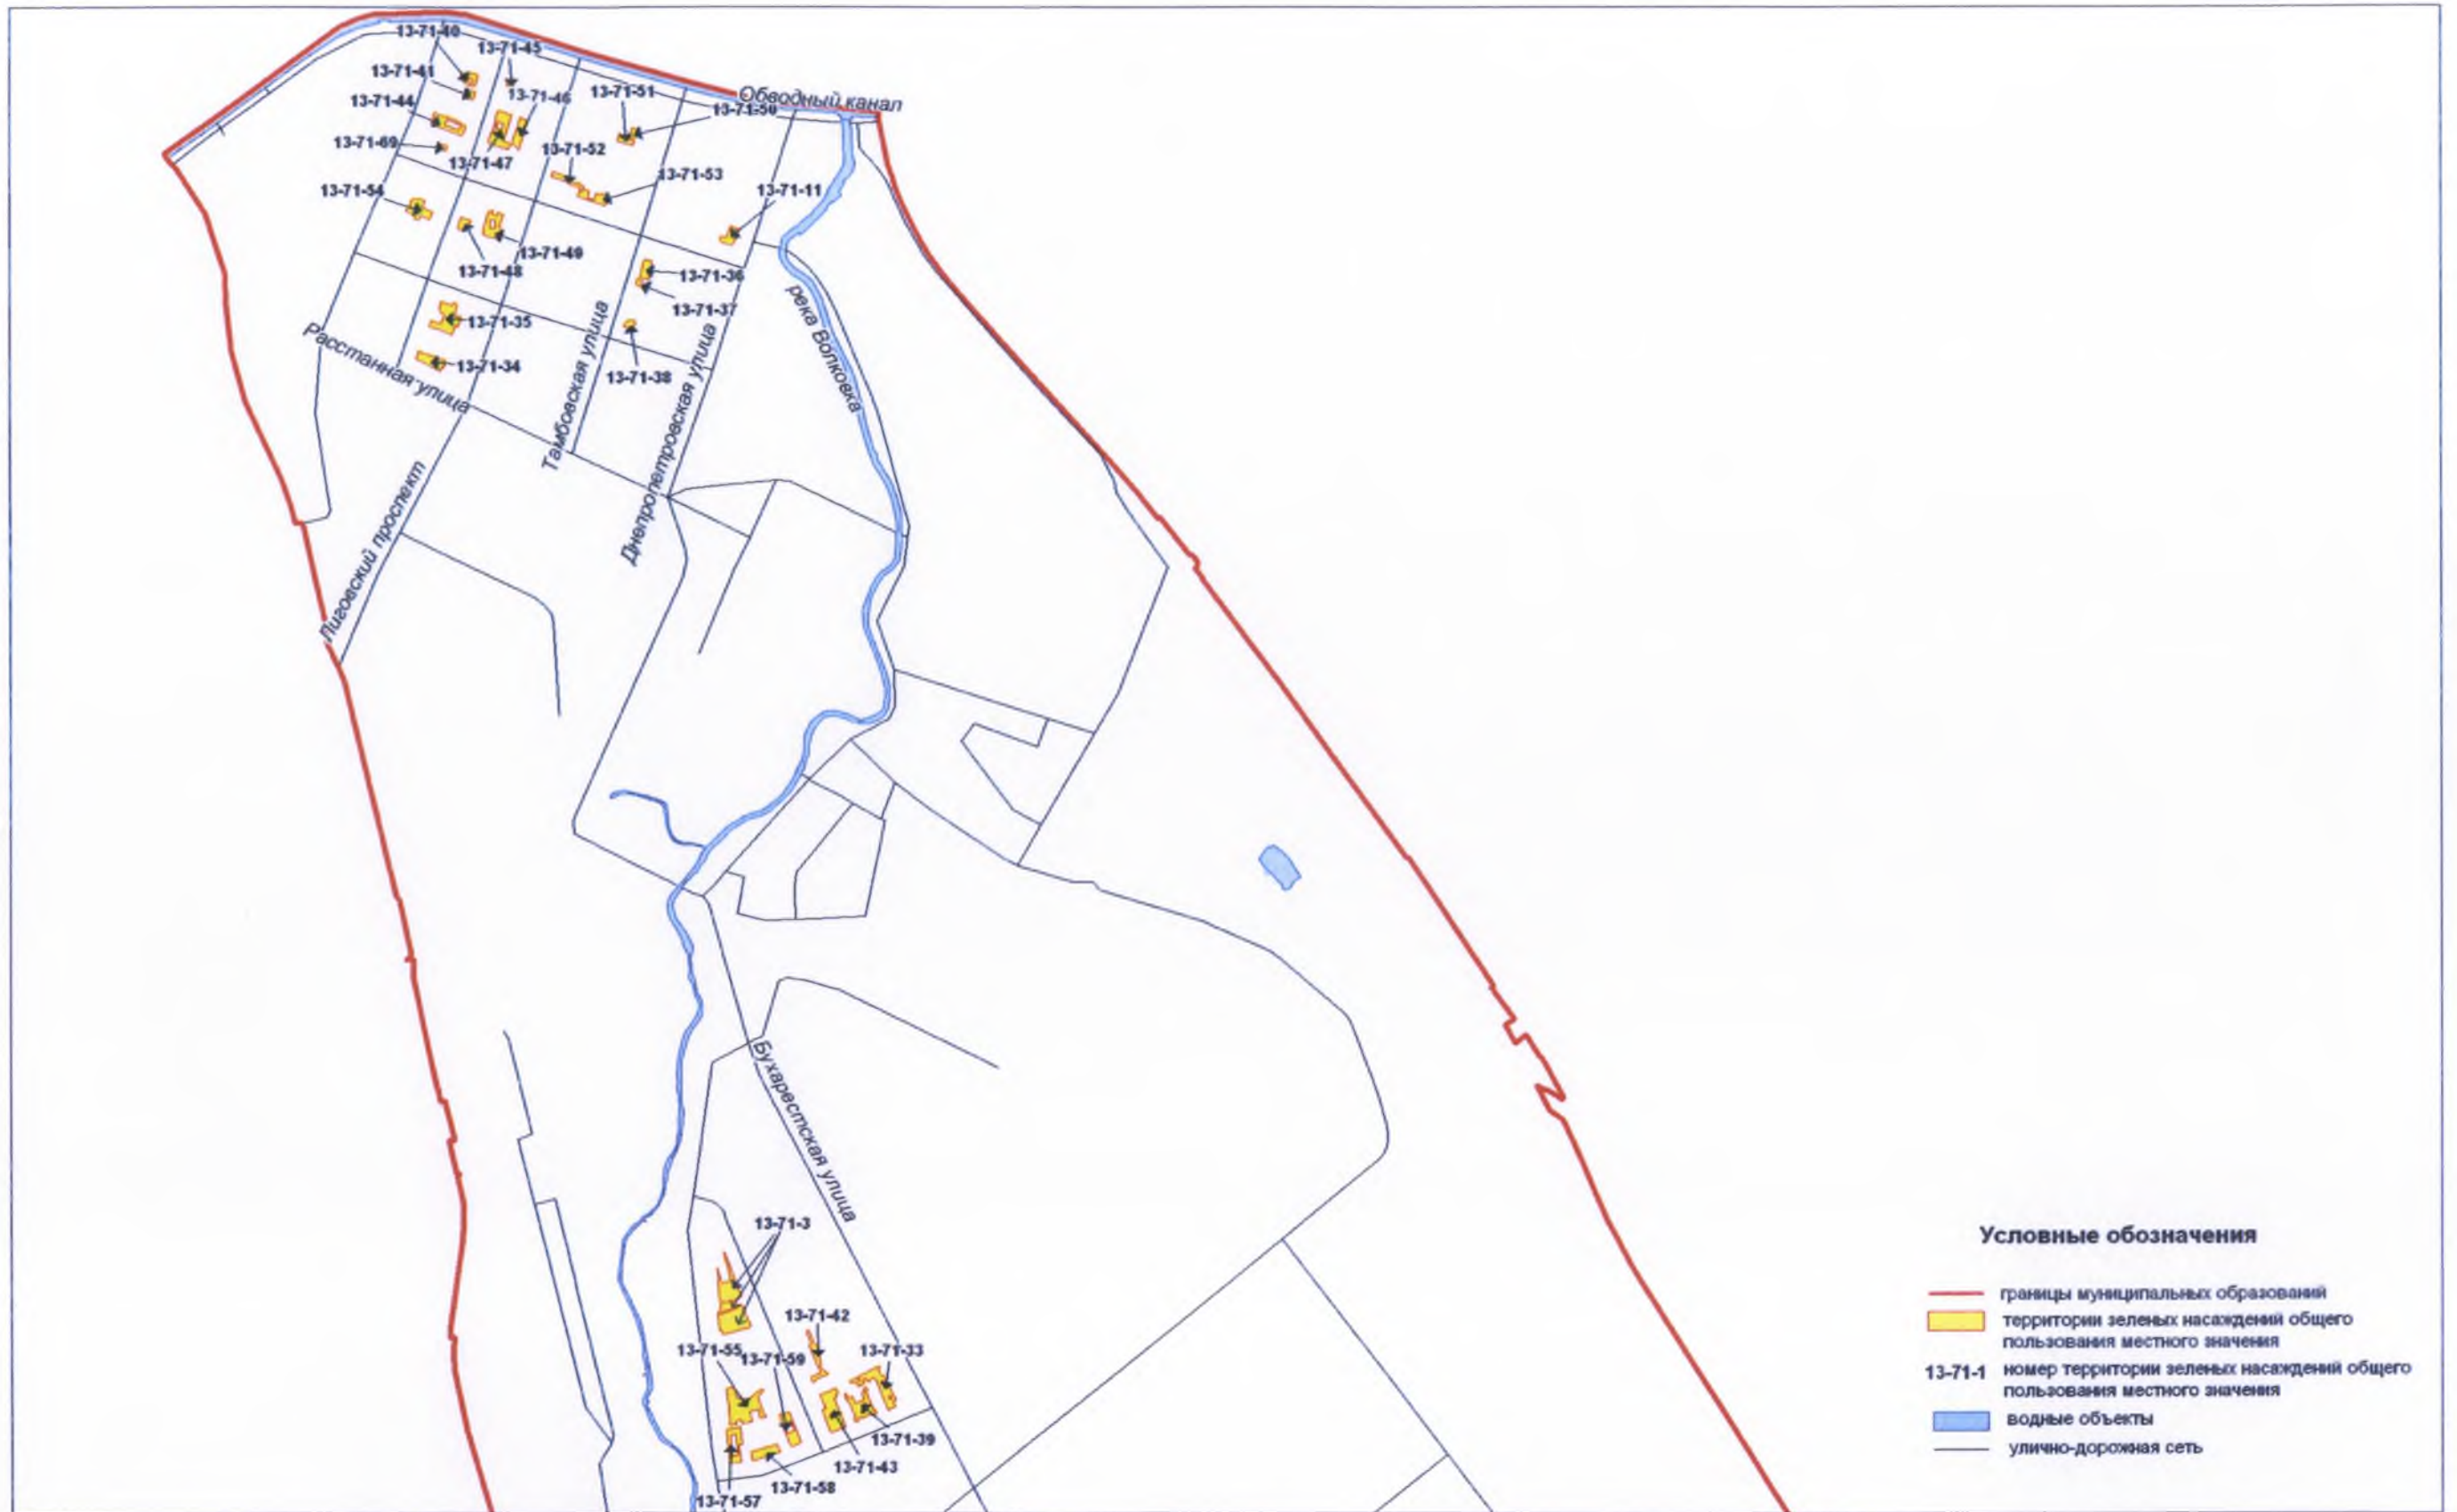 13-71-40
13-71-45
13-71-41
13-71-46
13-71-51
Обводный канал
13-71-44
13-71-50
13-71-69
13-71-47
13-71-52
13-71-53
13-71-54
13-71-11
13-71-49
13-71-48
13-71-36
13-71-37
13-71-35
13-71-34
13-71-38
Расстанная улица
Тамбовская улица
Днепропетровская улица
река Волковка
Лиговский проспект
Бухарестская улица
13-71-3
13-71-42
13-71-55
13-71-59
13-71-33
13-71-39
13-71-43
13-71-58
13-71-57
Условные обозначения
границы муниципальных образований
территории зеленых насаждений общего
пользования местного значения
13-71-1 номер территории зеленых насаждений общего
пользования местного значения
водные объекты
улично-дорожная сеть